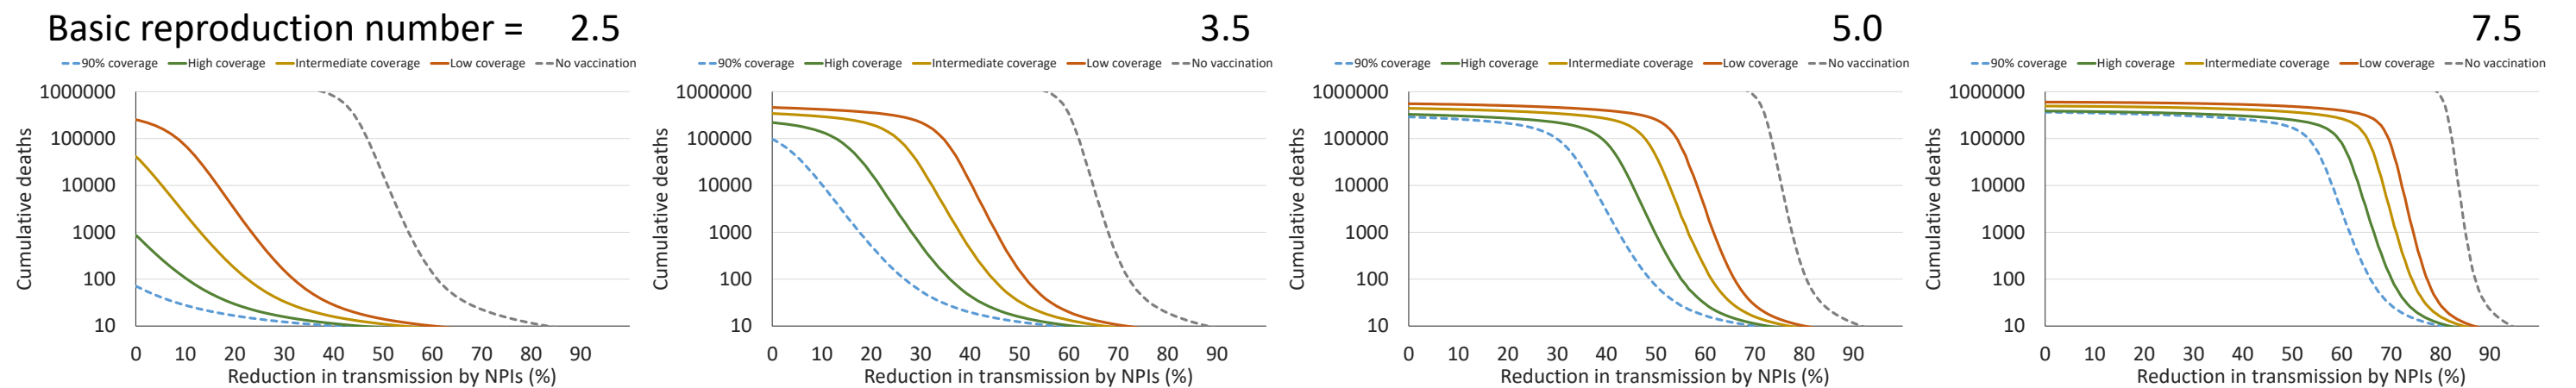 Basic reproduction number = 2.5
3.5
5.0
7.5
90% coverage High coverage Intermediate coverage Low coverage No vaccination
90% coverage High coverage Intermediate coverage Low coverage No vaccination
90% coverage High coverage Intermediate coverage Low coverage No vaccination
90% coverage High coverage Intermediate coverage Low coverage No vaccination
Cumulative deaths
1000000
100000
10000
1000
100
10
0 10 20 30 40 50 60 70 80 90
Reduction in transmission by NPIs (%)
Cumulative deaths
1000000
100000
10000
1000
100
10
0 10 20 30 40 50 60 70 80 90
Reduction in transmission by NPIs (%)
Cumulative deaths
1000000
100000
10000
1000
100
10
0 10 20 30 40 50 60 70 80 90
Reduction in transmission by NPIs (%)
Cumulative deaths
1000000
100000
10000
1000
100
10
0 10 20 30 40 50 60 70 80 90
Reduction in transmission by NPIs (%)